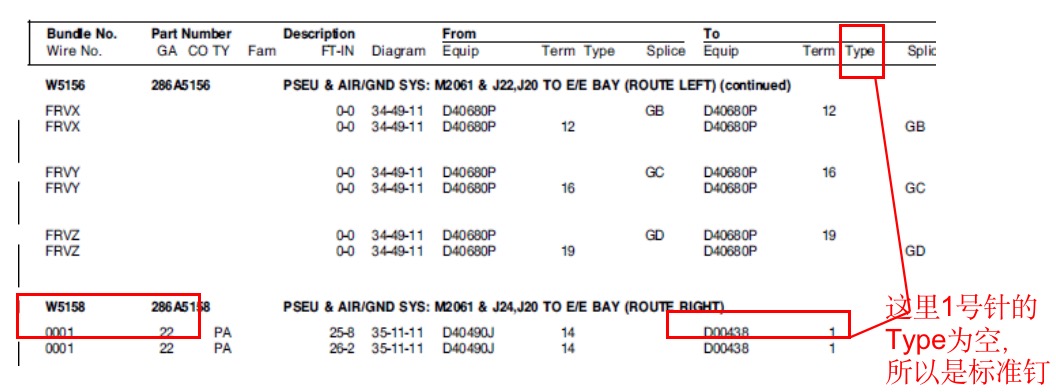 Bundle No. Part Number Description From To
Wire No. GA CO TY Fam FT-IN Diagram Equip Term Type Splice Equip Term Type Splic
W5156 286A5156 PSEU & AIR/GND SYS: M2061 & J22,J20 TO E/E BAY (ROUTE LEFT) (continued)
FRVX 0-0 34-49-11 D40680P GB D40680P 12
FRVX 0-0 34-49-11 D40680P 12 D40680P GB
FRVY 0-0 34-49-11 D40680P GC D40680P 16
FRVY 0-0 34-49-11 D40680P 16 D40680P GC
FRVZ 0-0 34-49-11 D40680P GD D40680P 19
FRVZ 0-0 34-49-11 D40680P 19 D40680P GD
W5158 286A5158 PSEU & AIR/GND SYS: M2061 & J24,J20 TO E/E BAY (ROUTE RIGHT)
0001 22 PA 25-8 35-11-11 D40490J 14 D00438 1
0001 22 PA 26-2 35-11-11 D40490J 14 D00438 1
这里1号针的
Type为空,
所以是标准钉